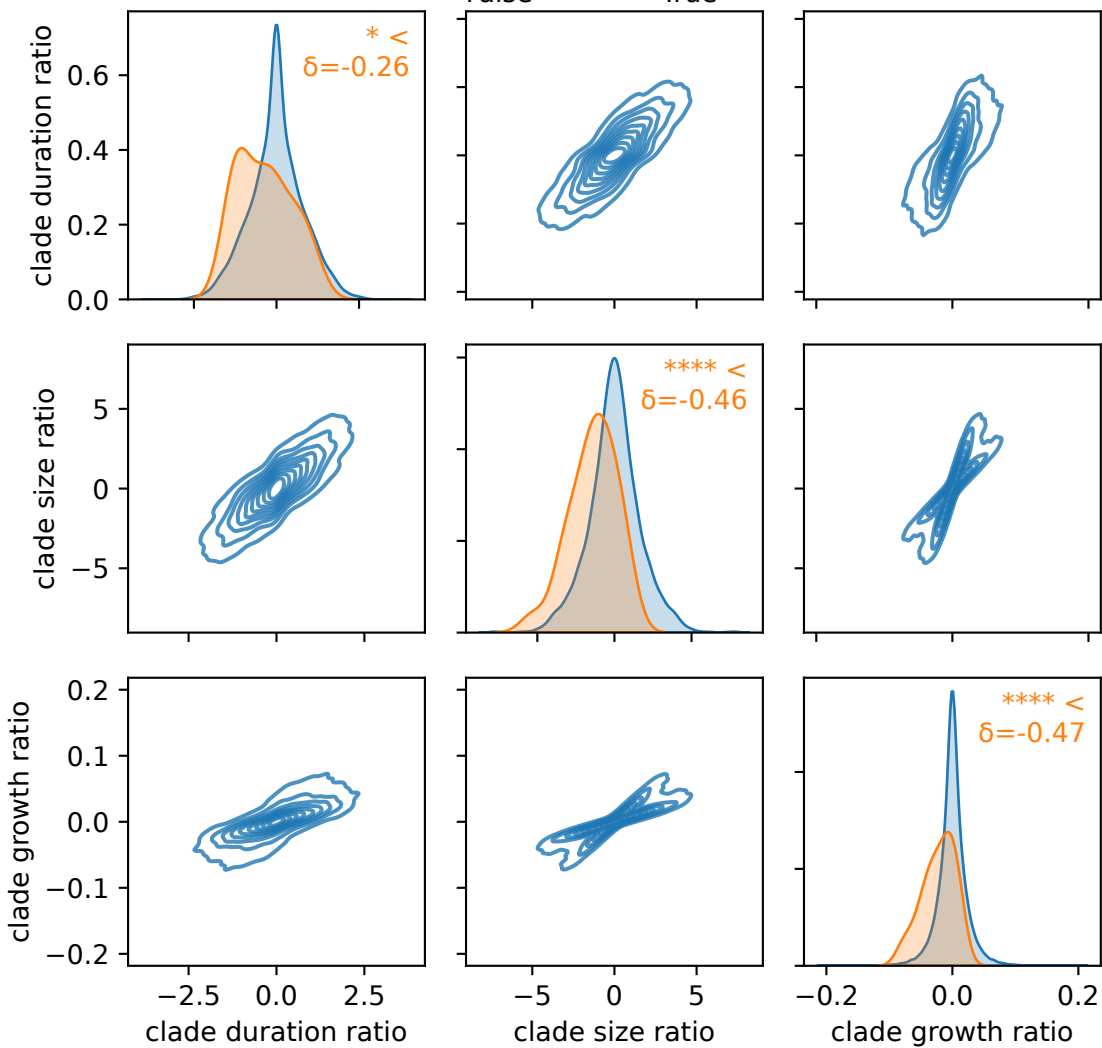 False True
clade duration ratio
0.6
0.4
0.2
0.0
* <
δ=-0.26
clade size ratio
5
0
−5
**** <
δ=-0.46
clade growth ratio
0.2
0.1
0.0
−0.1
−0.2
**** <
δ=-0.47
−2.5 0.0 2.5
−5 0 5
−0.2 0.0 0.2
clade duration ratio
clade size ratio
clade growth ratio